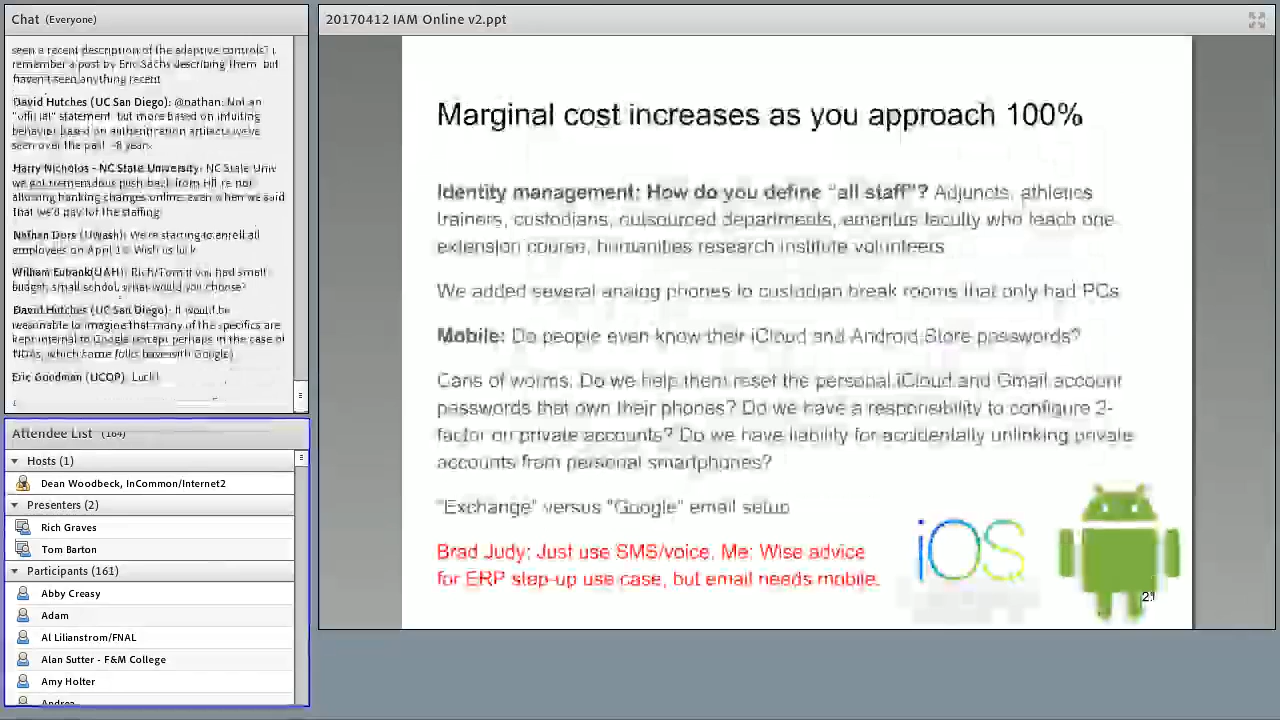 Chat (Everyone)
seen a recent description of the adaptive controls? I
remember a post by Eric Sachs describing them but
haven't seen anything recent
David Hutches (UC San Diego): @nathan: Not an
"official" statement but more based on intuiting
behavior based on authentication artifacts we've
seen over the past ~8 years
Harry Nicholos - NC State University: NC State Univ
we got tremendous push back from HR re not
allowing banking changes online even when we said
that we'd pay for the staffing
Nathan Dors (UWash): We're starting to enroll all
employees on April
William Eubank(UAH): Rich/Tom if you had small
budget, small school, what would you choose?
David Hutches (UC San Diego): It would be
reasonable to imagine that many of the specifics are
kept internal to Google (except perhaps in the case of
NDAs, which some folks have with Google)
Eric Goodman (UCOP)
Attendee List (164)
Hosts (1)
Dean Woodbeck, InCommon/Internet2
Presenters (2)
Rich Graves
Tom Barton
Participants (161)
Abby Creasy
Adam
Al Lilianstrom/FNAL
Alan Sutter - F&M College
Amy Holter
20170412 IAM Online v2.ppt
Marginal cost increases as you approach 100%
Identity management: How do you define "all staff"? Adjuncts, athletics
trainers, custodians, outsourced departments, emeritus faculty who teach one
extension course, humanities research institute volunteers
We added several analog phones to custodian break rooms that only had PCs
Mobile: Do people even know their iCloud and Android Store passwords?
Cans of worms: Do we help them reset the personal iCloud and Gmail account
passwords that own their phones? Do we have a responsibility to configure 2-
factor on private accounts? Do we have liability for accidentally unlinking private
accounts from personal smartphones?
"Exchange" versus "Google" email setup
Brad Judy: Just use SMS/voice. Me: Wise advice
for ERP step-up use case, but email needs mobile.
iOS
21